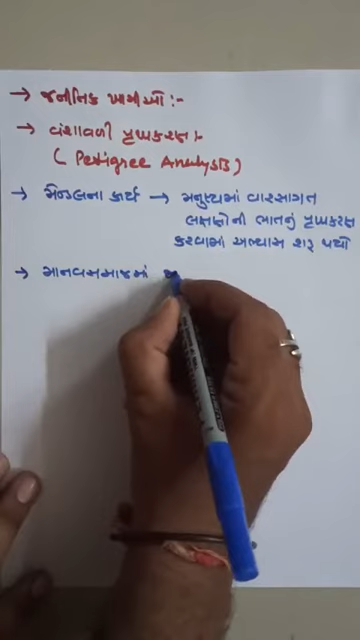 → જનીનિક ખામીઓ :-
→ વંશાવળી પૃથક્કરણ :-
( Pedigree Analysis )
→ મેન્ડલના કાર્ય → મનુષ્યમાં વારસાગત
લક્ષણોની ભાતનું પૃથક્કરણ
કરવામાં અભ્યાસ શરૂ થયો
→ માનવસમાજમાં